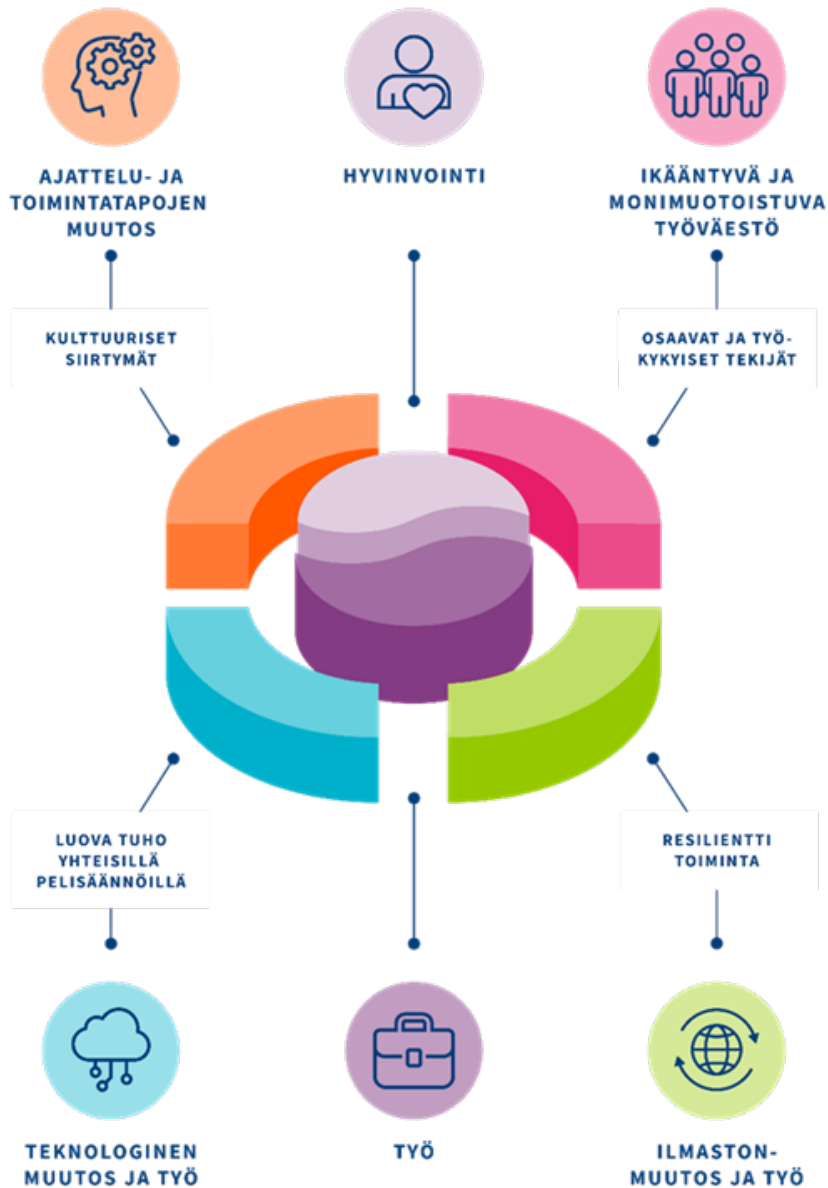 AJATTELU- JA
TOIMINTATAPOJEN
MUUTOS
HYVINVOINTI
IKÄÄNTYVÄ JA
MONIMUOTOISTUVA
TYÖVÄESTÖ
KULTTUURISET
SIIRTYMÄT
OSAAVAT JA TYÖ-
KYKYISET TEKIJÄT
LUOVA TUHO
YHTEISILLÄ
PELISÄÄNNÖILLÄ
RESILIENTTI
TOIMINTA
TEKNOLOGINEN
MUUTOS JA TYÖ
TYÖ
ILMASTON-
MUUTOS JA TYÖ